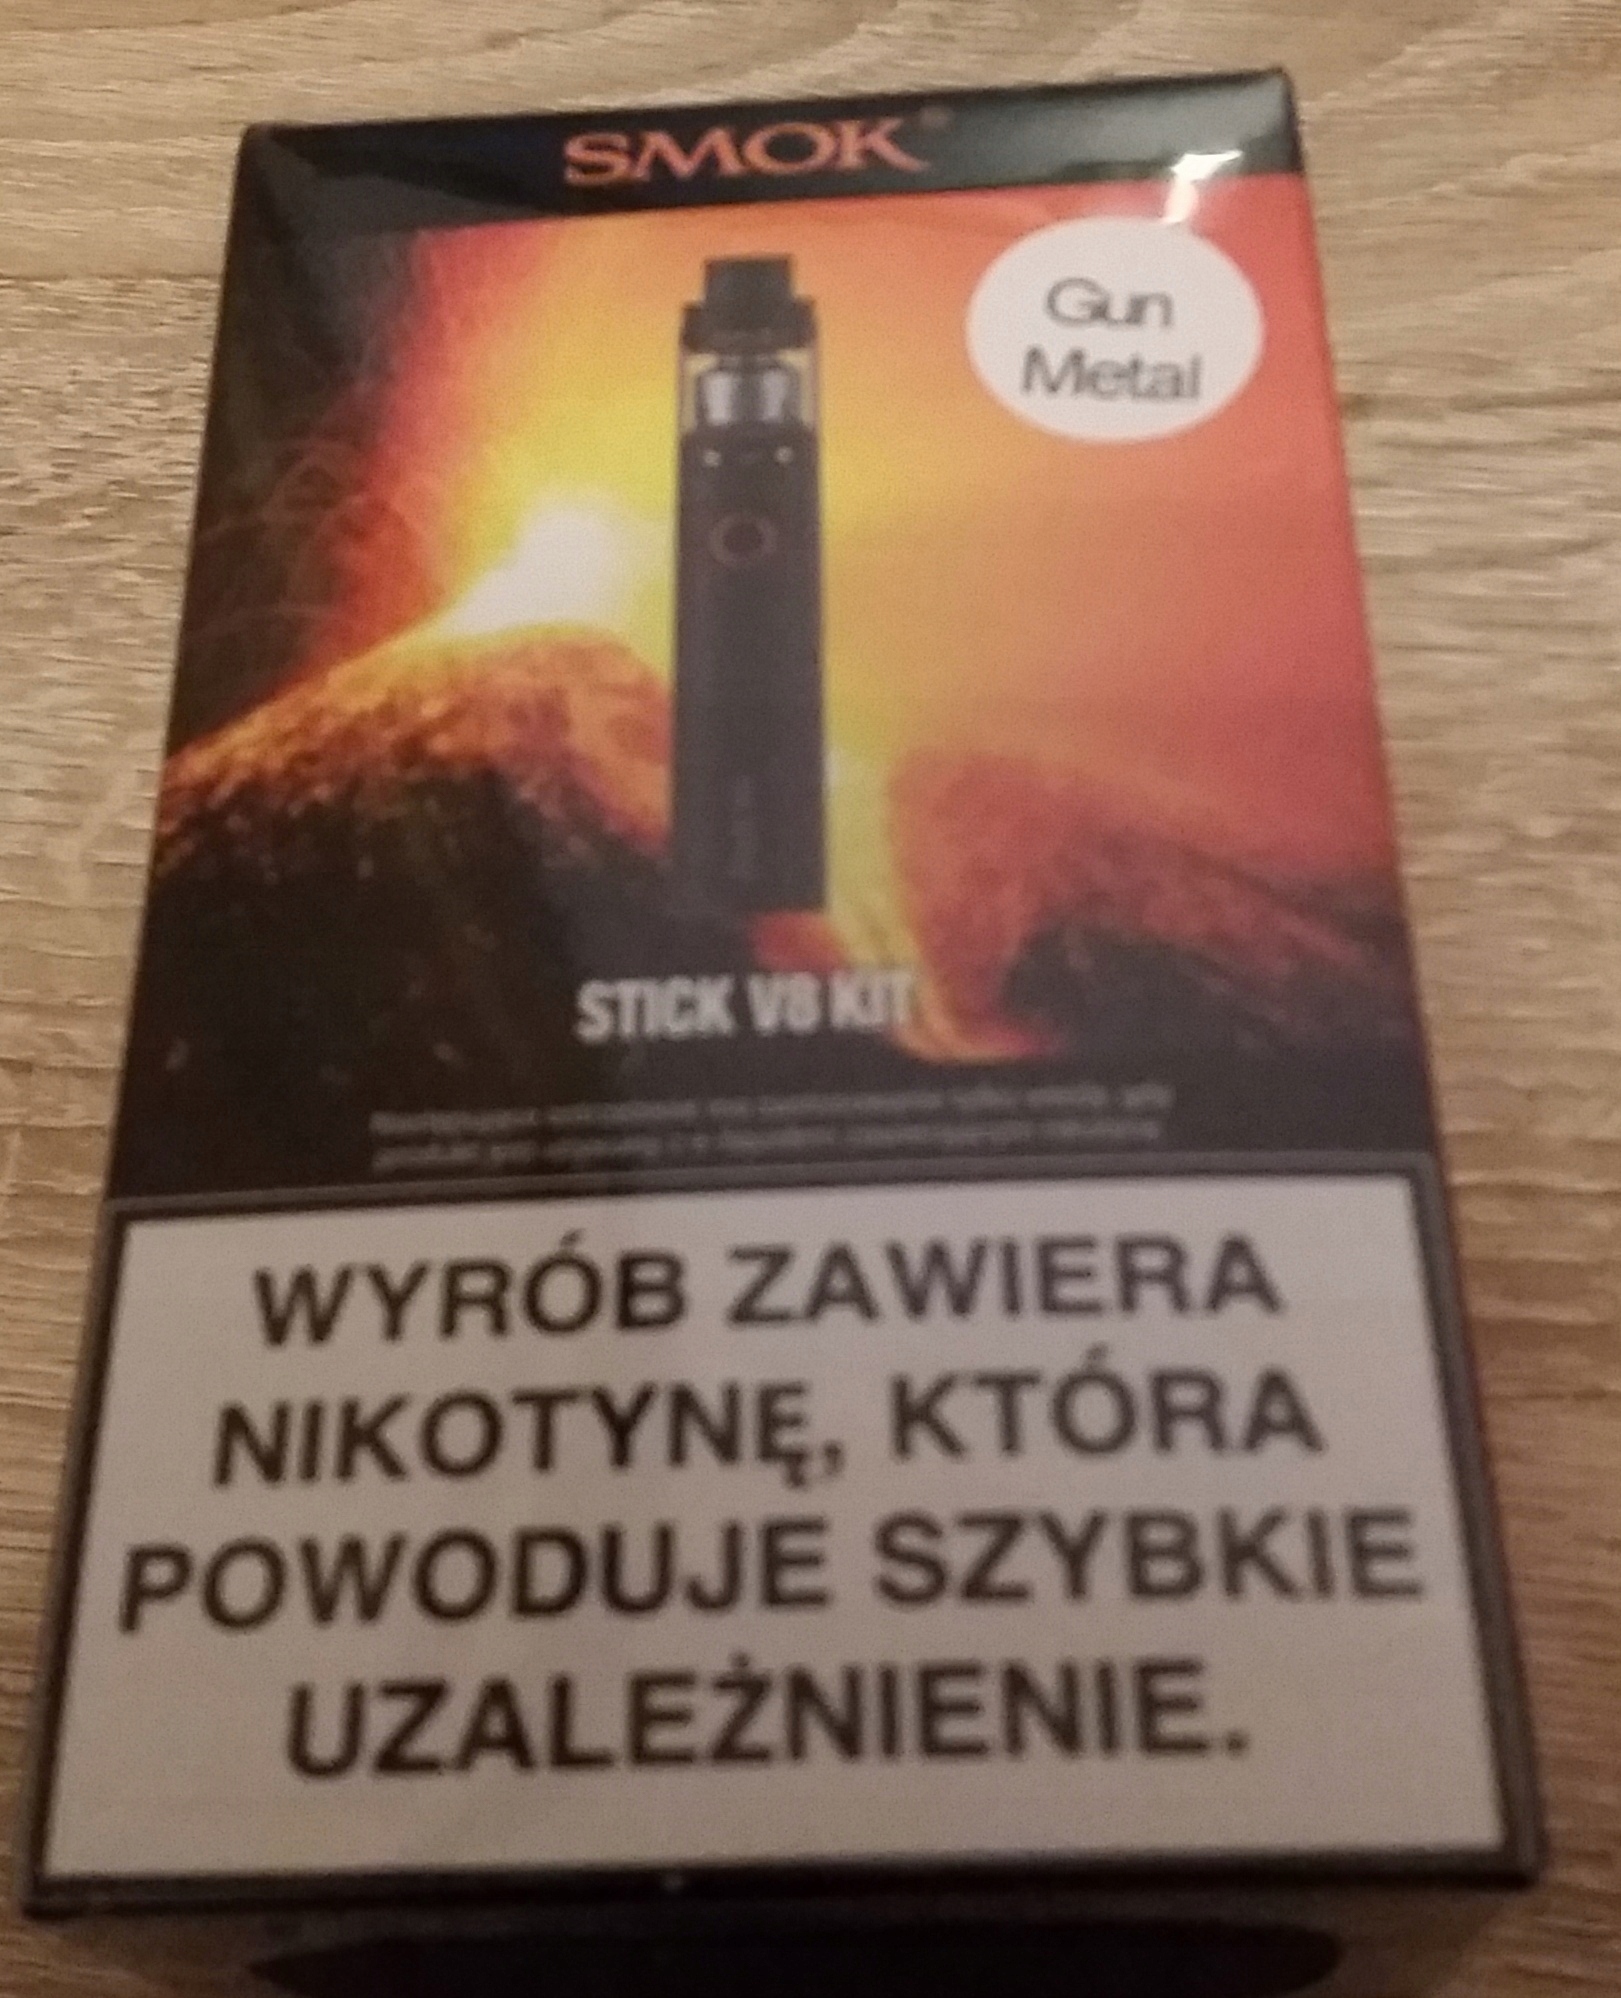 SMOK
Gun
Metal
STICK V8 KIT
WYRÓB ZAWIERA
NIKOTYNĘ, KTÓRA
POWODUJE SZYBKIE
UZALEŻNIENIE.